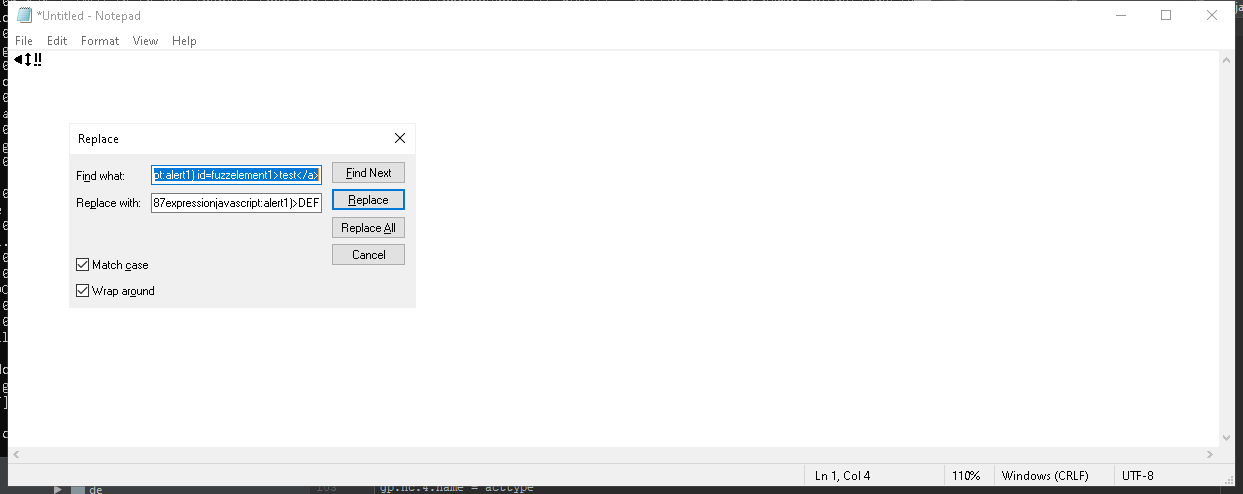 *Untitled - Notepad
File Edit Format View Help
◄↕‼
Replace
Find what: pt:alert1) id=fuzzelement1>test</a>
Find Next
Replace with: 87expressionjavascript:alert1)>DEF
Replace
Replace All
Cancel
Match case
Wrap around
Ln 1, Col 4 110% Windows (CRLF) UTF-8
de
gp.nc.4.name = acttype